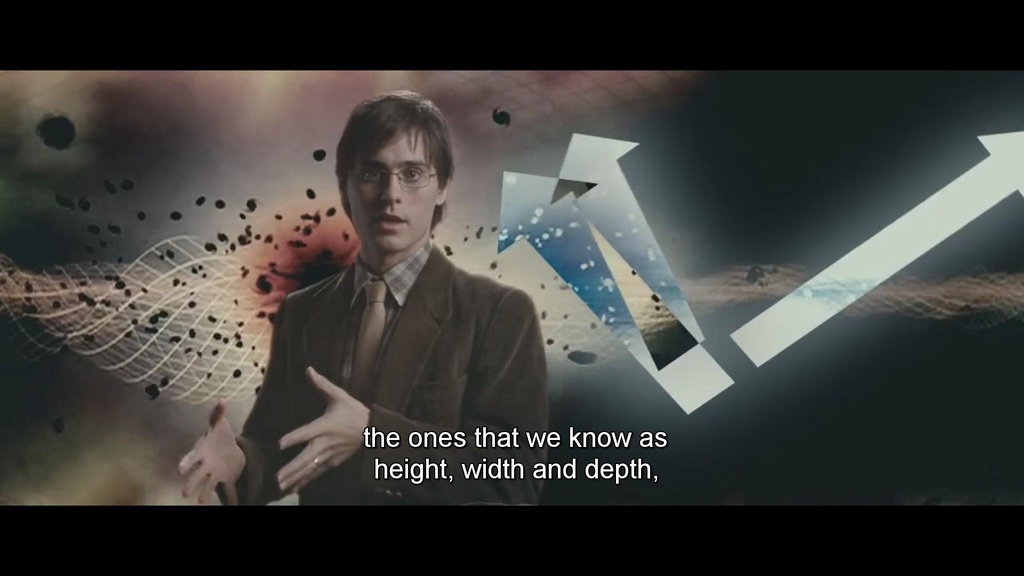 the ones that we know as
height, width and depth,